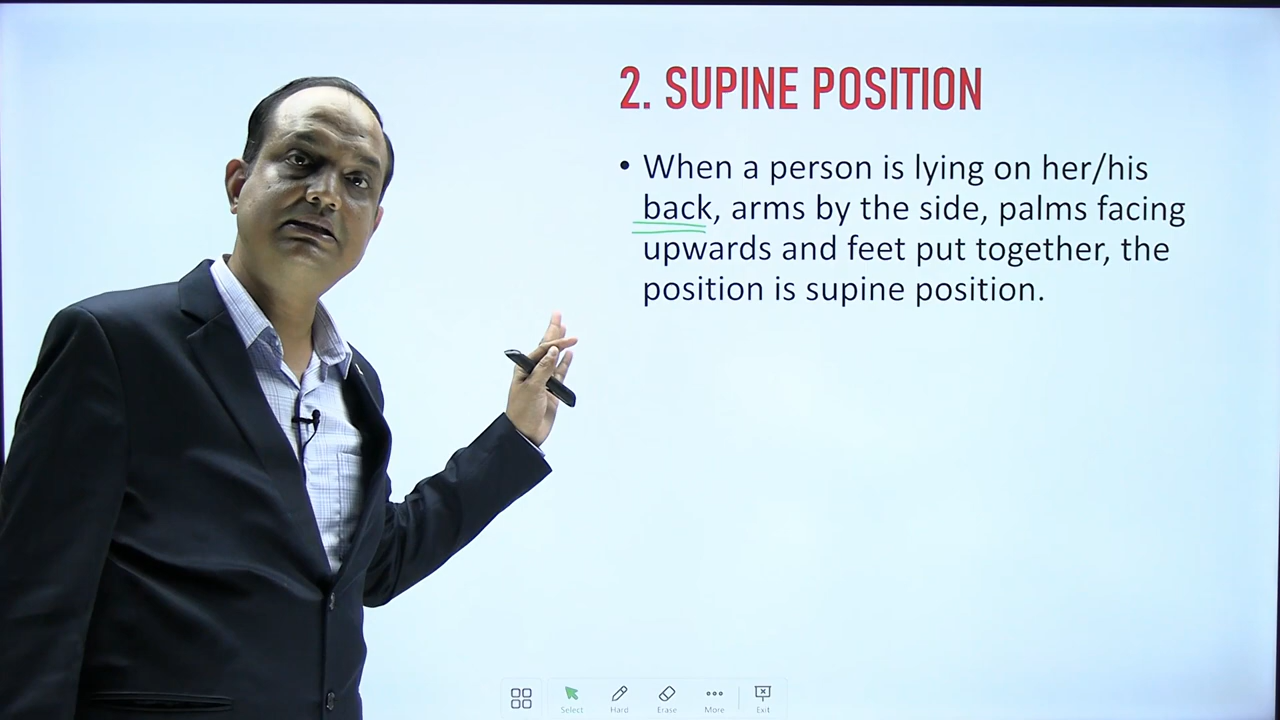 2. SUPINE POSITION
• When a person is lying on her/his
back, arms by the side, palms facing
upwards and feet put together, the
position is supine position.
Select
Hard
Erase
More
Exit